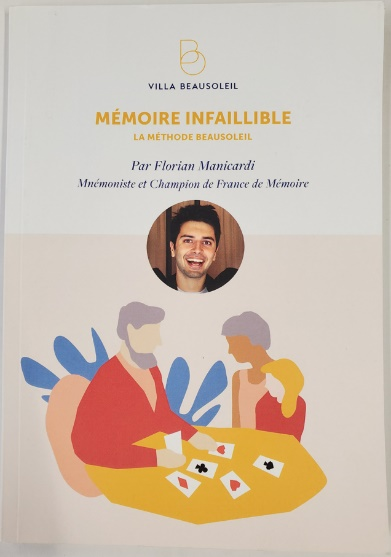 VILLA BEAUSOLEIL
MÉMOIRE INFAILLIBLE
LA MÉTHODE BEAUSOLEIL
Par Florian Manicardi
Mnémoniste et Champion de France de Mémoire